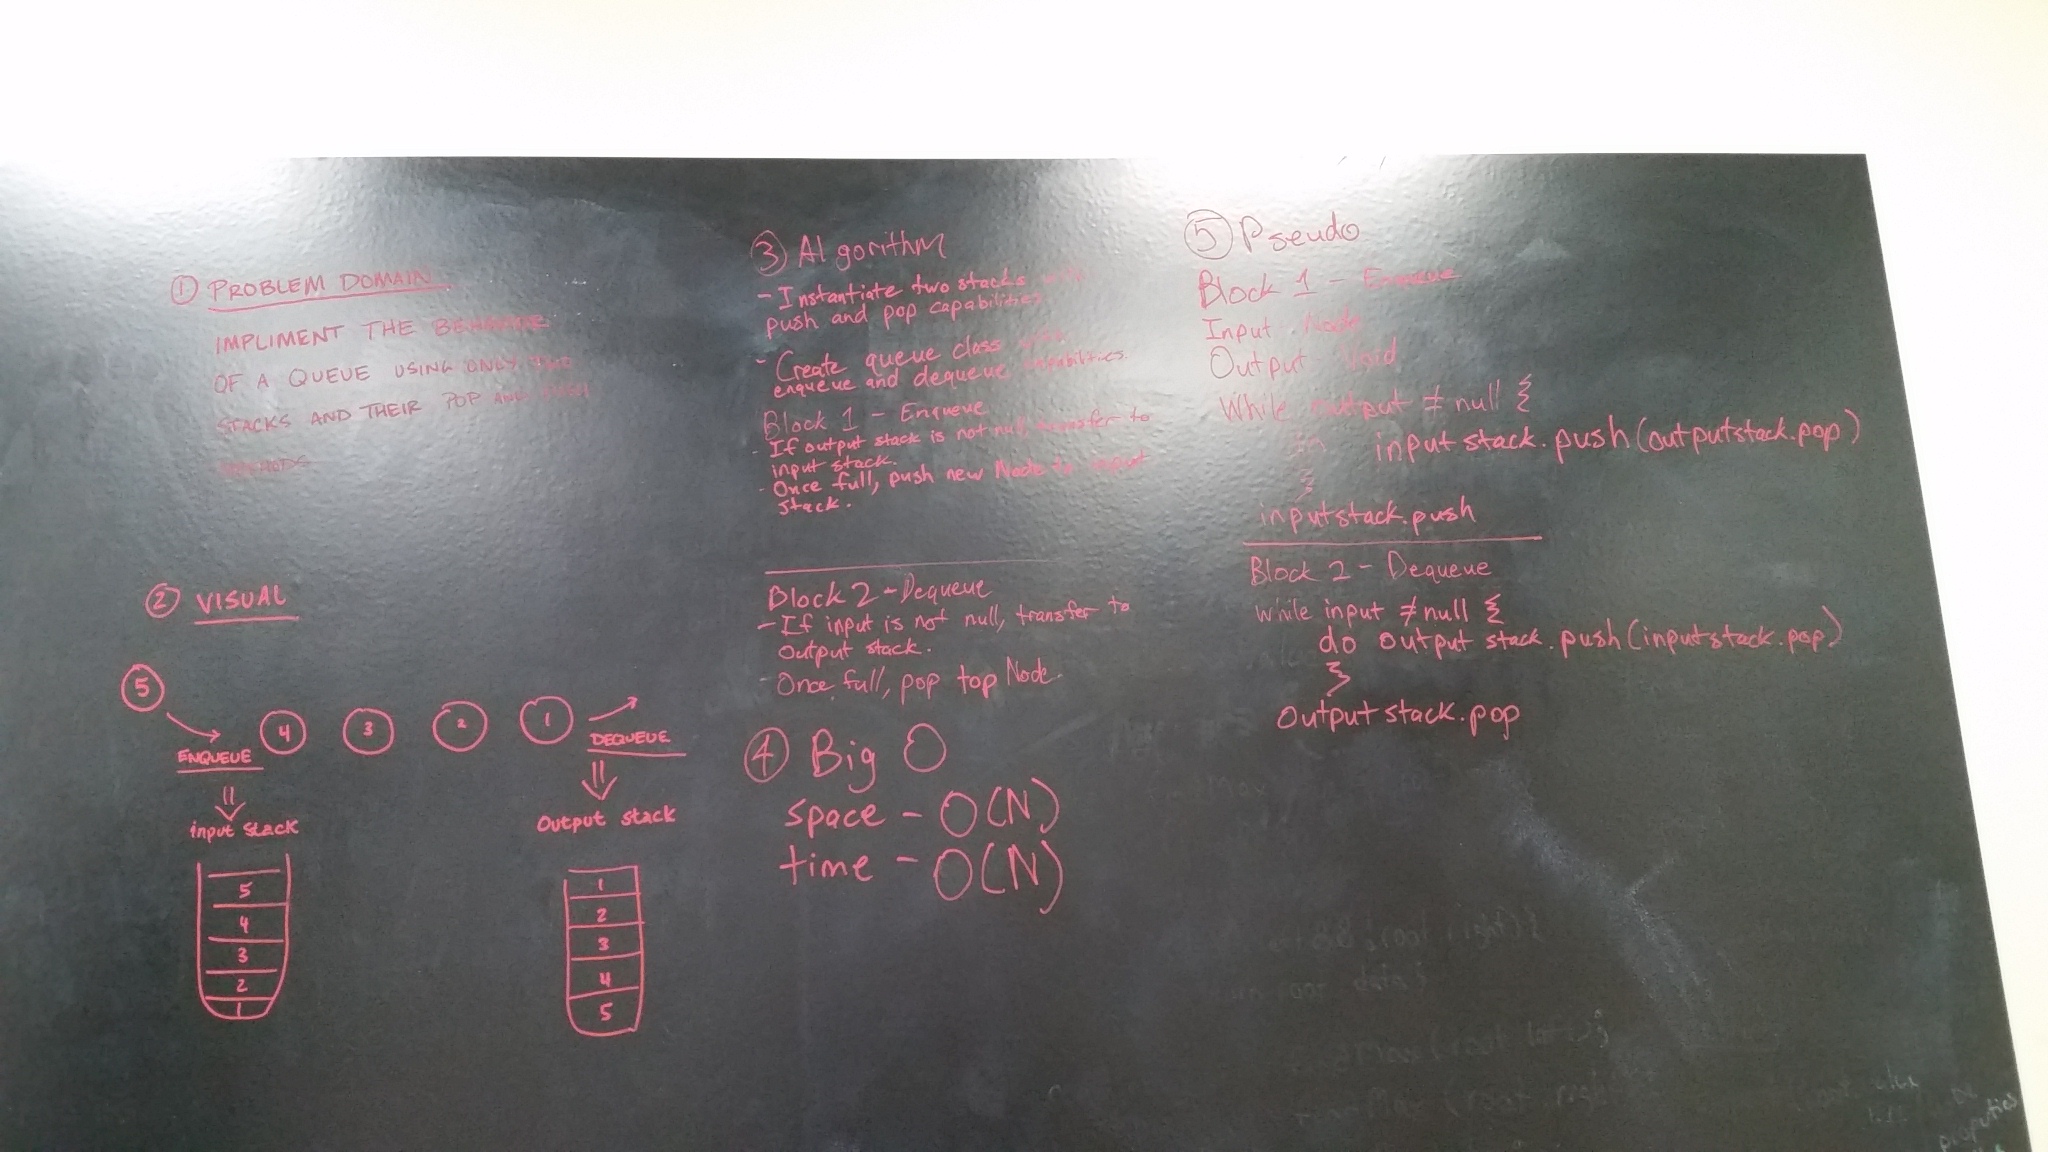 ① PROBLEM DOMAIN
IMPLIMENT THE BEHAVIOR
OF A QUEUE USING ONLY TWO
STACKS AND THEIR POP AND PUSH
METHODS
② VISUAL
5
4 3 2 1
ENQUEUE
DEQUEUE
input stack
Output stack
5
4
3
2
1
1
2
3
4
5
③ Algorithm
- Instantiate two stacks with
push and pop capabilities
- Create queue class with
enqueue and dequeue capabilities.
Block 1 - Enqueue
- If output stack is not null, transfer to
input stack.
- Once full, push new Node to input
stack.
Block 2 - Dequeue
- If input is not null, transfer to
Output stack.
- Once full, pop top Node.
④ Big O
space - O(N)
time - O(N)
⑤ Pseudo
Block 1 - Enqueue
Input - Node
Output - Void
While output ≠ null {
input stack.push(outputstack.pop)
}
inputstack.push
Block 2 - Dequeue
while input ≠ null {
do output stack.push(inputstack.pop)
}
Output stack.pop